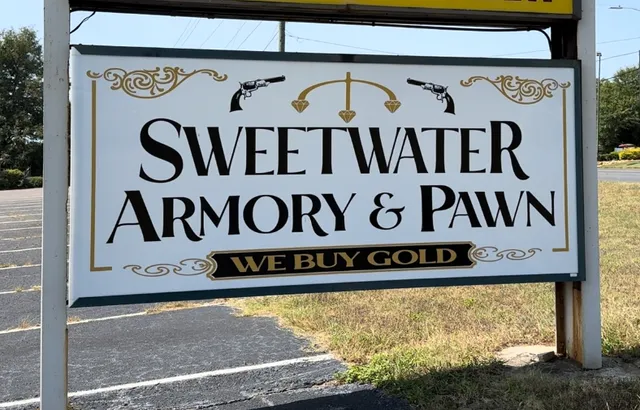 SWEETWATER
ARMORY & PAWN
WE BUY GOLD